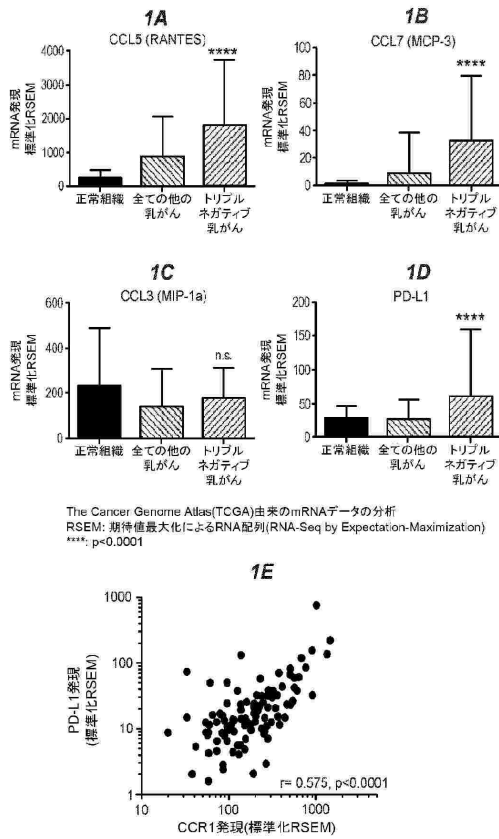 1A
CCL5 (RANTES)
mRNA発現
標準化RSEM
4000
3000
2000
1000
0
****
正常組織
全ての他の
乳がん
トリプル
ネガティブ
乳がん
1B
CCL7 (MCP-3)
mRNA発現
標準化RSEM
100
80
60
40
20
0
****
正常組織
全ての他の
乳がん
トリプル
ネガティブ
乳がん
1C
CCL3 (MIP-1a)
mRNA発現
標準化RSEM
600
400
200
0
n.s.
正常組織
全ての他の
乳がん
トリプル
ネガティブ
乳がん
1D
PD-L1
mRNA発現
標準化RSEM
200
150
100
50
0
****
正常組織
全ての他の
乳がん
トリプル
ネガティブ
乳がん
The Cancer Genome Atlas(TCGA)由来のmRNAデータの分析
RSEM: 期待値最大化によるRNA配列(RNA-Seq by Expectation-Maximization)
****: p<0.0001
1E
PD-L1発現
(標準化RSEM)
1000
100
10
1
r= 0.575, p<0.0001
10
100
1000
CCR1発現(標準化RSEM)